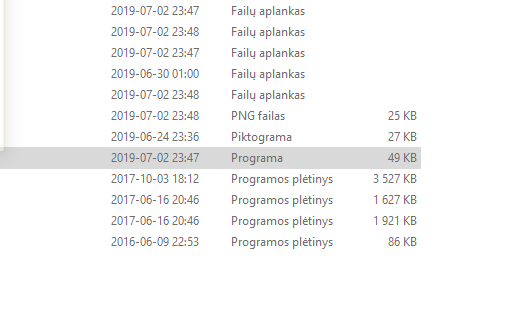 2019-07-02 23:47 Failų aplankas
2019-07-02 23:48 Failų aplankas
2019-07-02 23:47 Failų aplankas
2019-06-30 01:00 Failų aplankas
2019-07-02 23:48 Failų aplankas
2019-07-02 23:48 PNG failas 25 KB
2019-06-24 23:36 Piktograma 27 KB
2019-07-02 23:47 Programa 49 KB
2017-10-03 18:12 Programos plėtinys 3 527 KB
2017-06-16 20:46 Programos plėtinys 1 627 KB
2017-06-16 20:46 Programos plėtinys 1 921 KB
2016-06-09 22:53 Programos plėtinys 86 KB